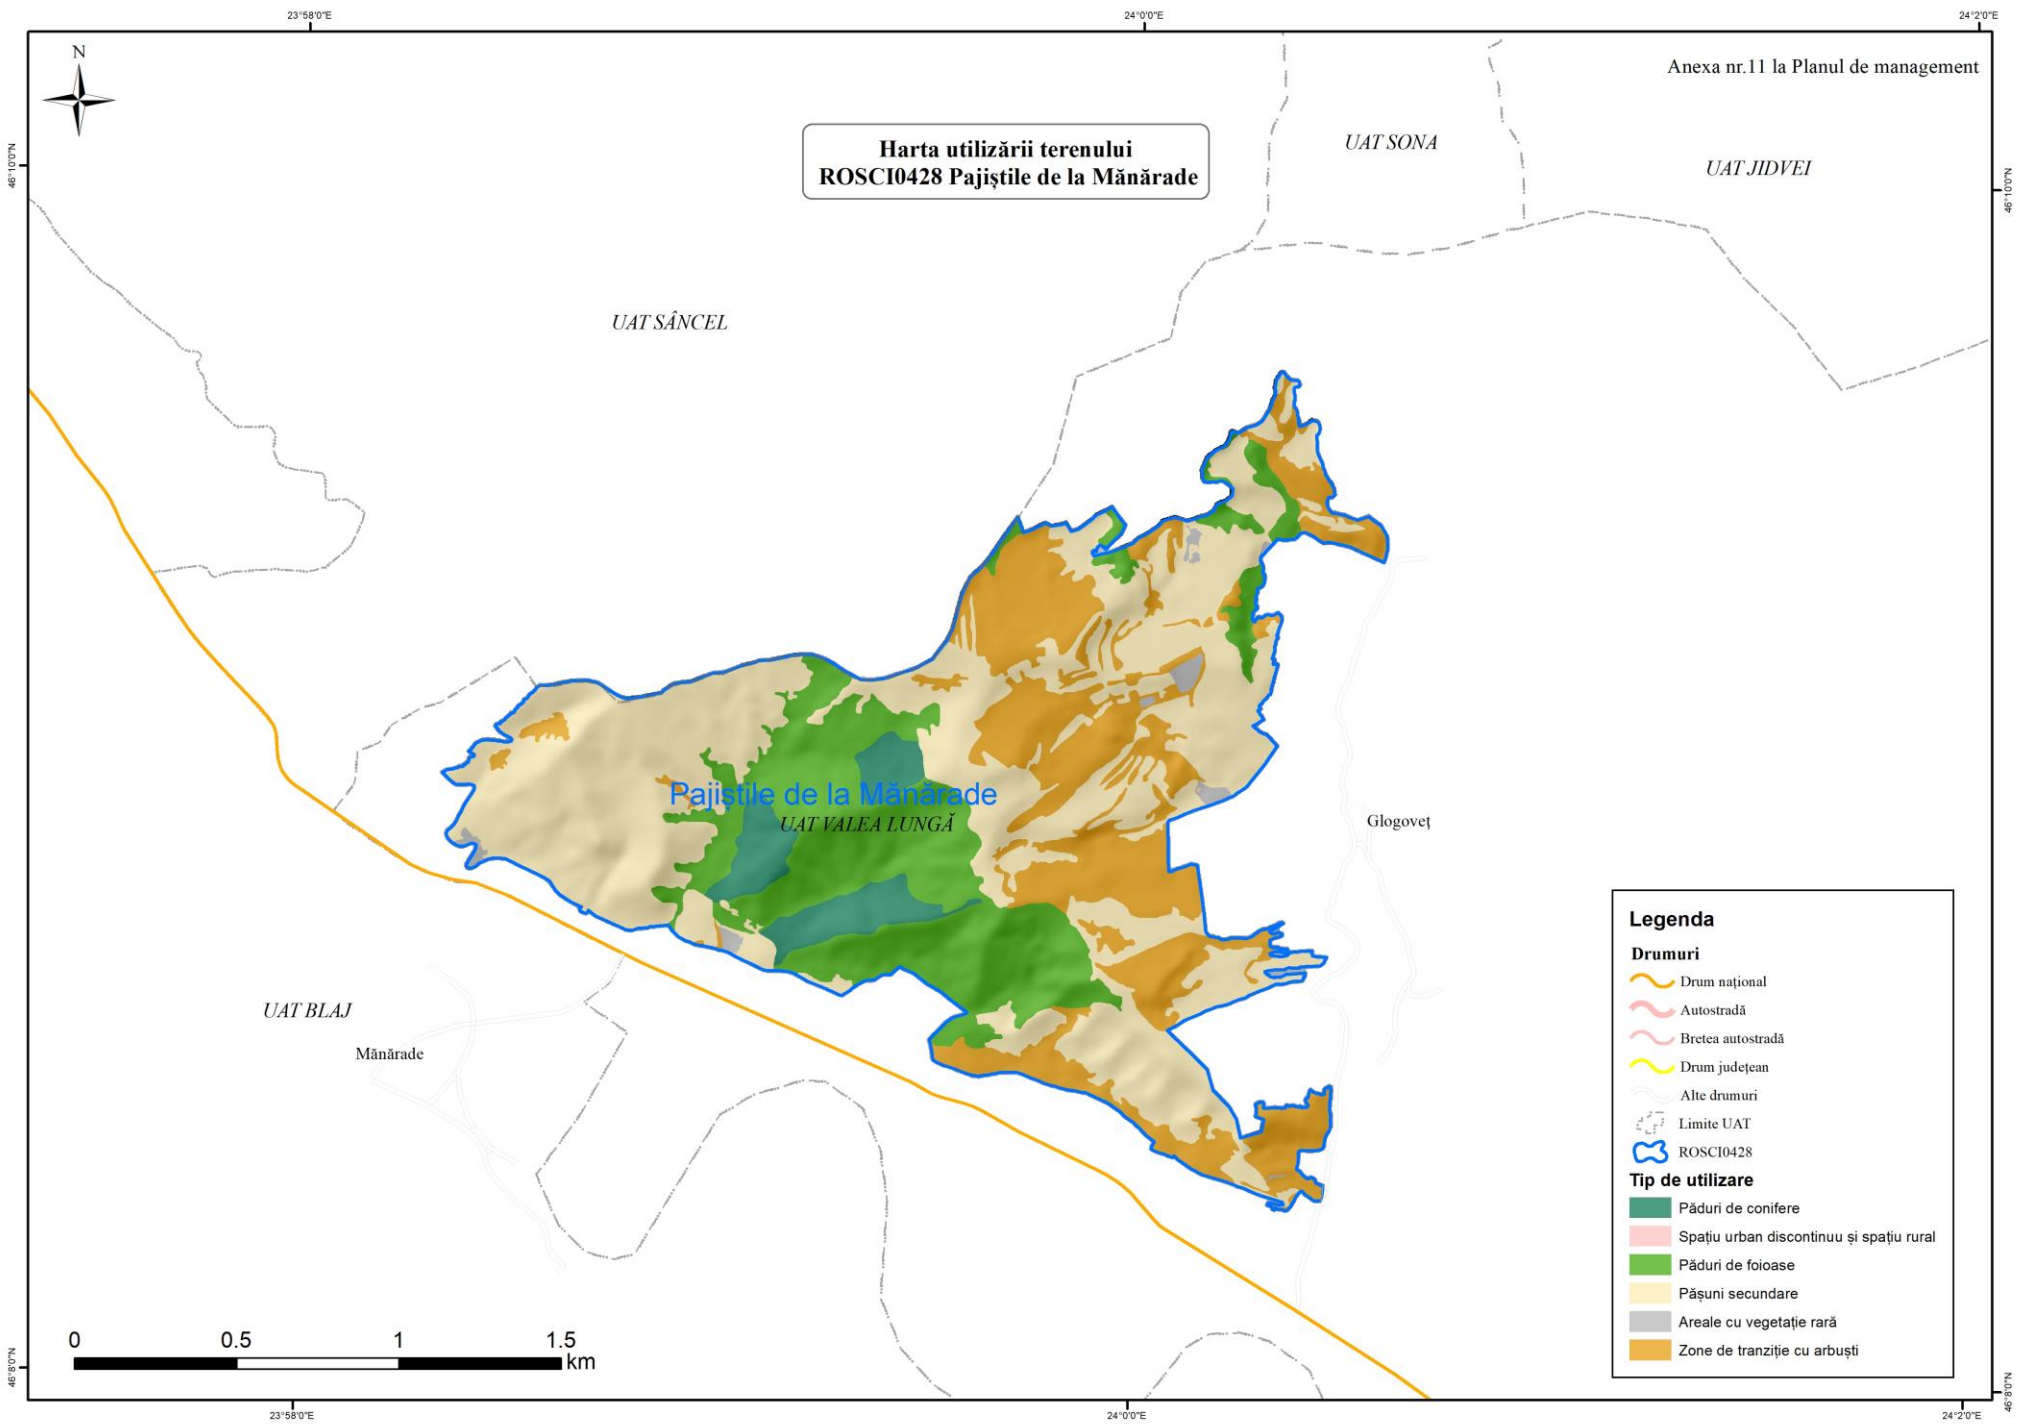 23°58'0"E
24°0'0"E
24°2'0"E
N
Anexa nr.11 la Planul de management
Harta utilizării terenului
ROSCI0428 Pajiștile de la Mănărade
UAT SONA
UAT JIDVEI
46°10'0"N
46°10'0"N
UAT SÂNCEL
Pajiștile de la Mănărade
UAT VALEA LUNGĂ
Glogoveț
UAT BLAJ
Mănărade
Legenda
Drumuri
Drum național
Autostradă
Bretea autostradă
Drum județean
Alte drumuri
Limite UAT
ROSCI0428
Tip de utilizare
Păduri de conifere
Spațiu urban discontinuu și spațiu rural
Păduri de foioase
Pășuni secundare
Areale cu vegetație rară
Zone de tranziție cu arbuști
0 0.5 1 1.5
km
46°8'0"N
46°8'0"N
23°58'0"E
24°0'0"E
24°2'0"E